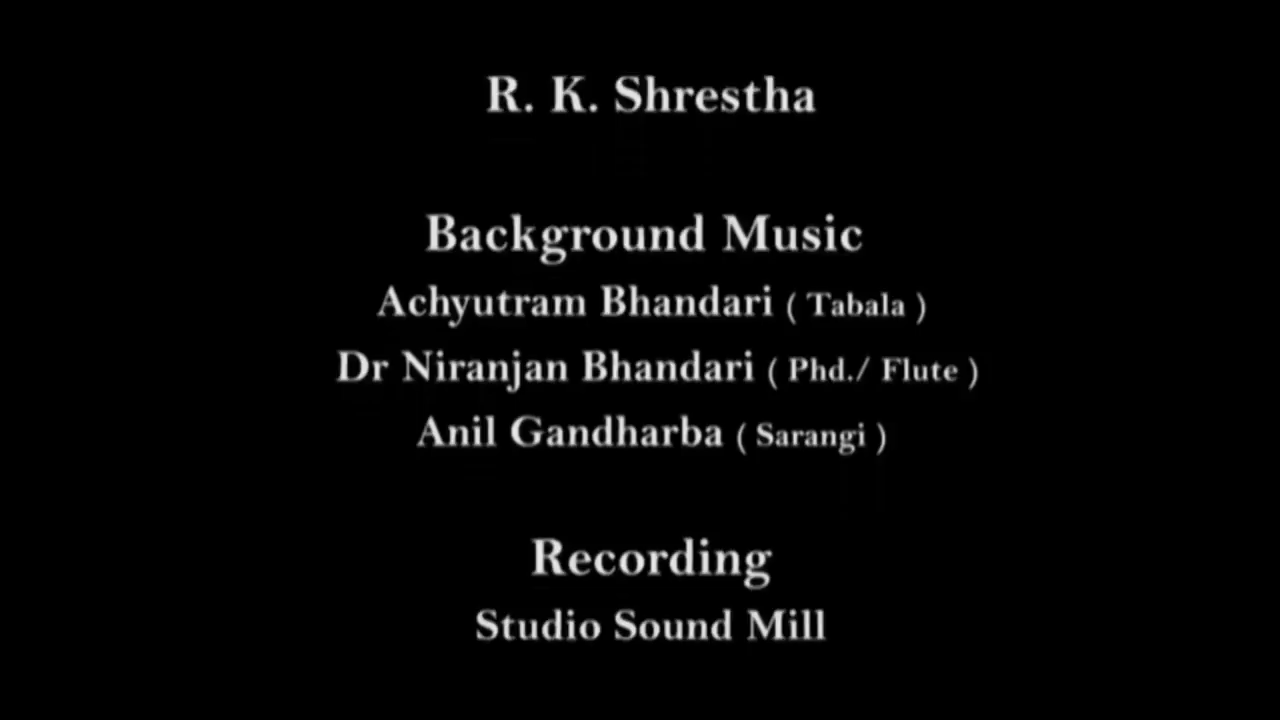 R. K. Shrestha
Background Music
Achyutram Bhandari ( Tabala )
Dr Niranjan Bhandari ( Phd./ Flute )
Anil Gandharba ( Sarangi )
Recording
Studio Sound Mill